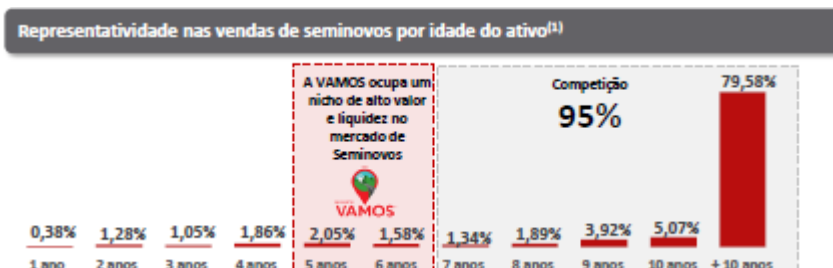 Representatividade nas vendas de seminovos por idade do ativo(1)
A VAMOS ocupa um
nicho de alto valor
e liquidez no
mercado de
Seminovos
VAMOS
Competição
95%
0,38% 1,28% 1,05% 1,86% 2,05% 1,58% 1,34% 1,89% 3,92% 5,07% 79,58%
1 ano 2 anos 3 anos 4 anos 5 anos 6 anos 7 anos 8 anos 9 anos 10 anos + 10 anos